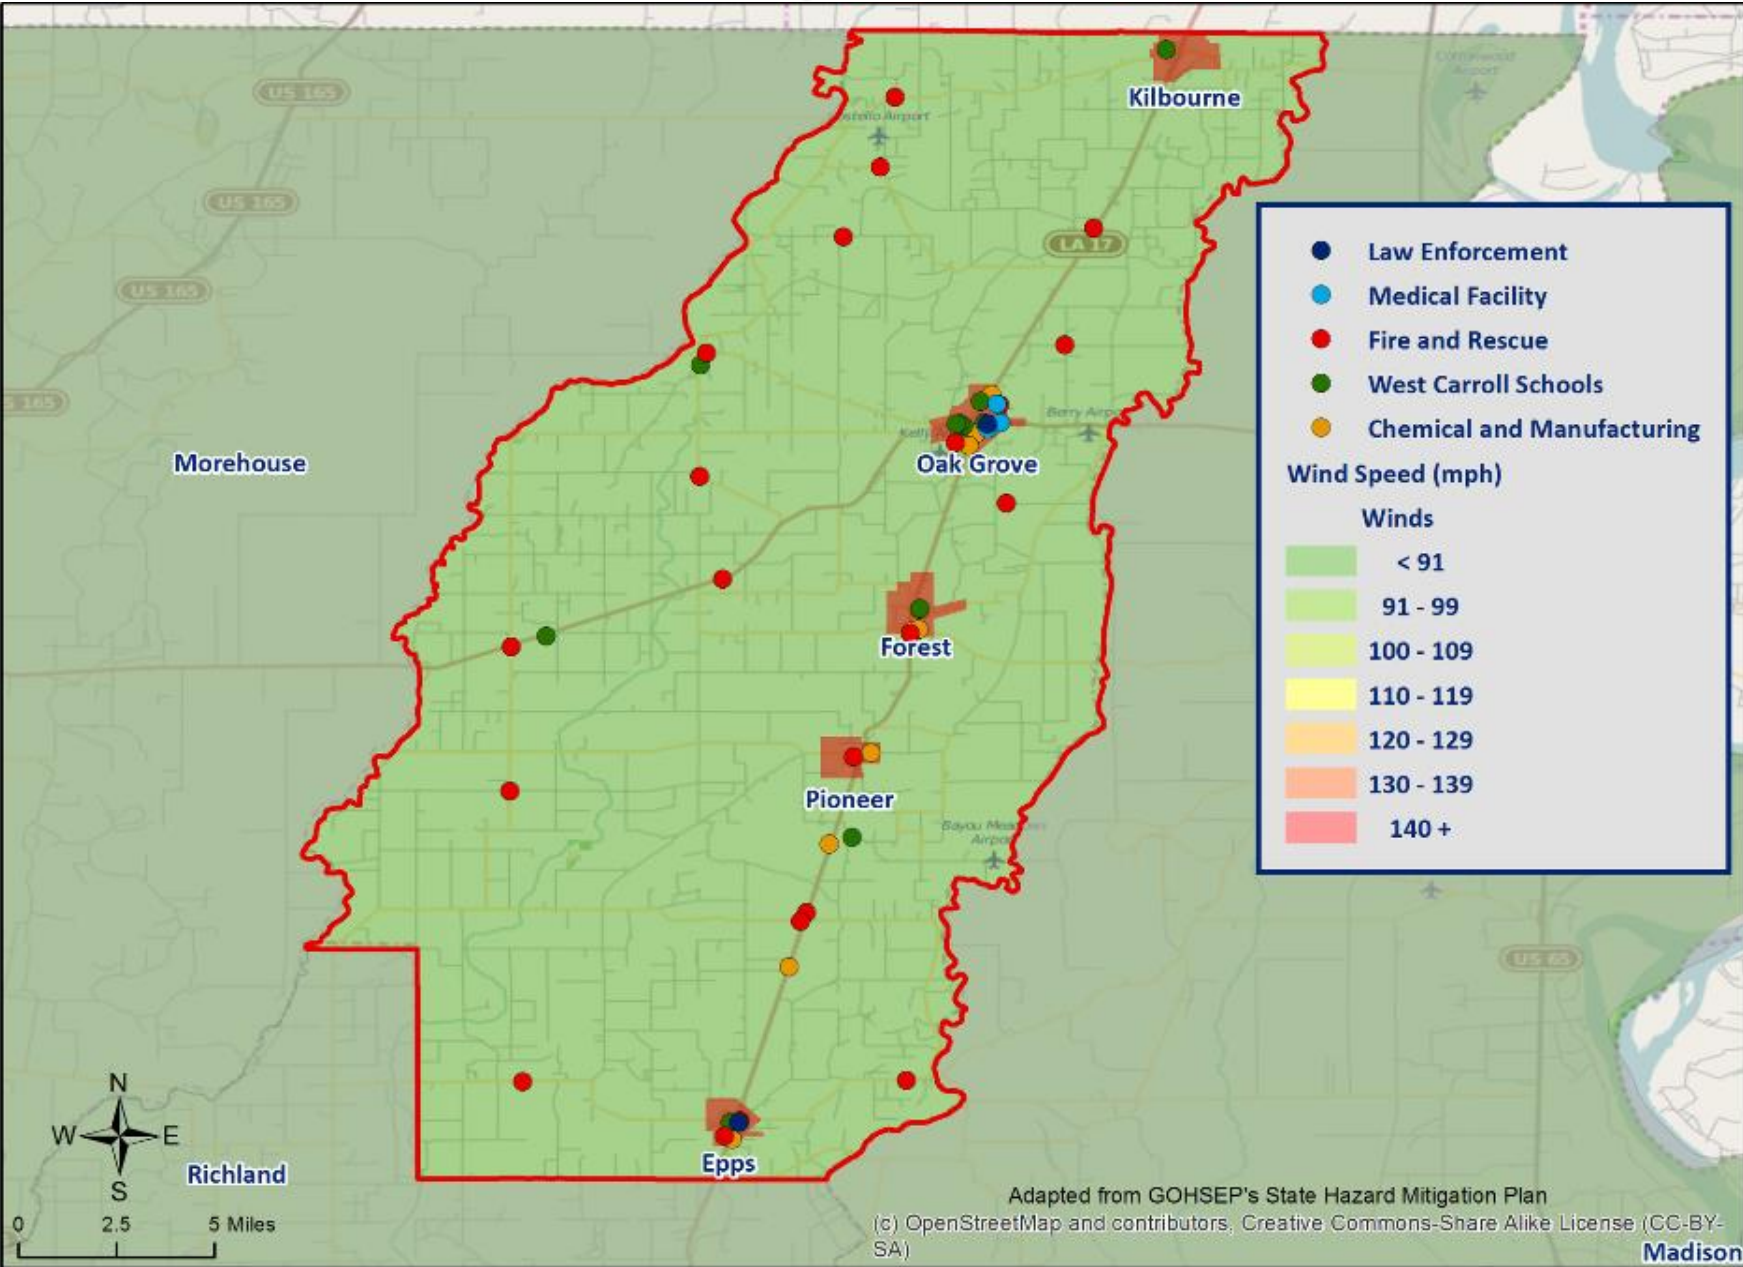 Cottonwood
Airport
Kilbourne
US 165
US 165
LA 17
US 165
US 165
Morehouse
Oak Grove
Forest
Pioneer
Epps
Richland
Law Enforcement
Medical Facility
Fire and Rescue
West Carroll Schools
Chemical and Manufacturing
Wind Speed (mph)
Winds
< 91
91 - 99
100 - 109
110 - 119
120 - 129
130 - 139
140 +
US 65
N
W
E
S
0
2.5
5 Miles
Adapted from GOHSEP's State Hazard Mitigation Plan
(c) OpenStreetMap and contributors, Creative Commons-Share Alike License (CC-BY-
SA)
Madison